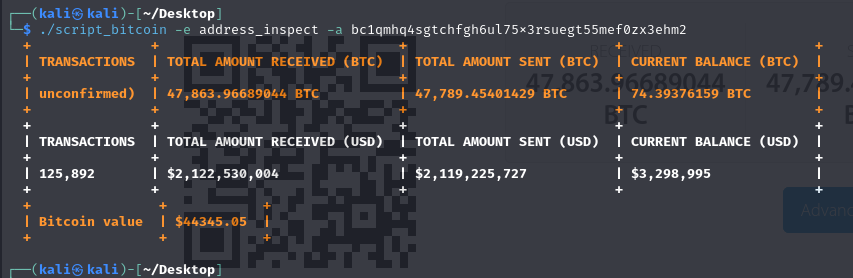 ┌──(kali㉿kali)-[~/Desktop]
└─$ ./script_bitcoin -e address_inspect -a bc1qmhq4sgtchfgh6ul75×3rsuegt55mef0zx3ehm2
| TRANSACTIONS | TOTAL AMOUNT RECEIVED (BTC) | TOTAL AMOUNT SENT (BTC) | CURRENT BALANCE (BTC) |
| unconfirmed) | 47,863.96689044 BTC | 47,789.45401429 BTC | 74.39376159 BTC |
| TRANSACTIONS | TOTAL AMOUNT RECEIVED (USD) | TOTAL AMOUNT SENT (USD) | CURRENT BALANCE (USD) |
| 125,892 | $2,122,530,004 | $2,119,225,727 | $3,298,995 |
| Bitcoin value | $44345.05 |
┌──(kali㉿kali)-[~/Desktop]
RECEIVED
47,863.96689044
BTC
47,789.4
Advanc